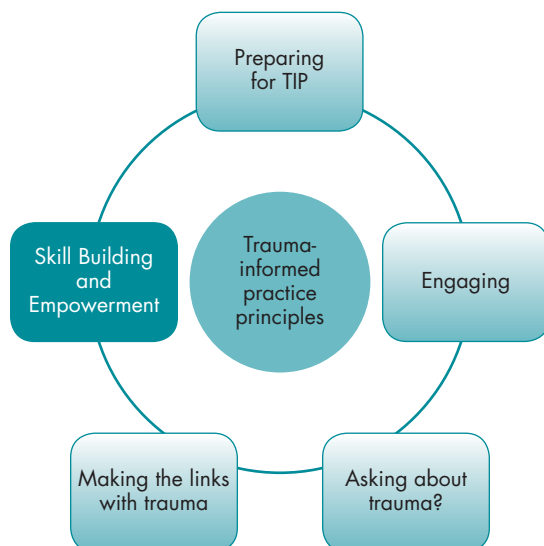 Preparing
for TIP
Skill Building
and
Empowerment
Trauma-
informed
practice
principles
Engaging
Making the links
with trauma
Asking about
trauma?